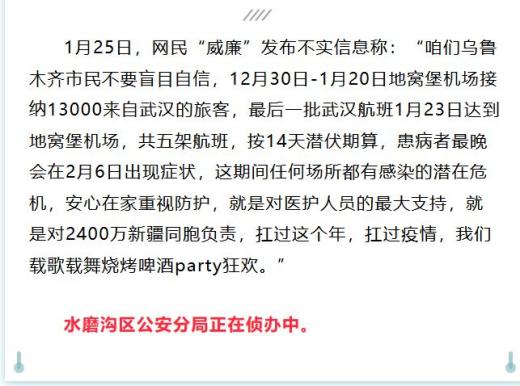 1月25日，网民“威廉”发布不实信息称：“咱们乌鲁
木齐市民不要盲目自信，12月30日-1月20日地窝堡机场接
纳13000来自武汉的旅客，最后一批武汉航班1月23日达到
地窝堡机场，共五架航班，按14天潜伏期算，患病者最晚
会在2月6日出现症状，这期间任何场所都有感染的潜在危
机，安心在家重视防护，就是对医护人员的最大支持，就
是对2400万新疆同胞负责，扛过这个年，扛过疫情，我们
载歌载舞烧烤啤酒party狂欢。”
水磨沟区公安分局正在侦办中。